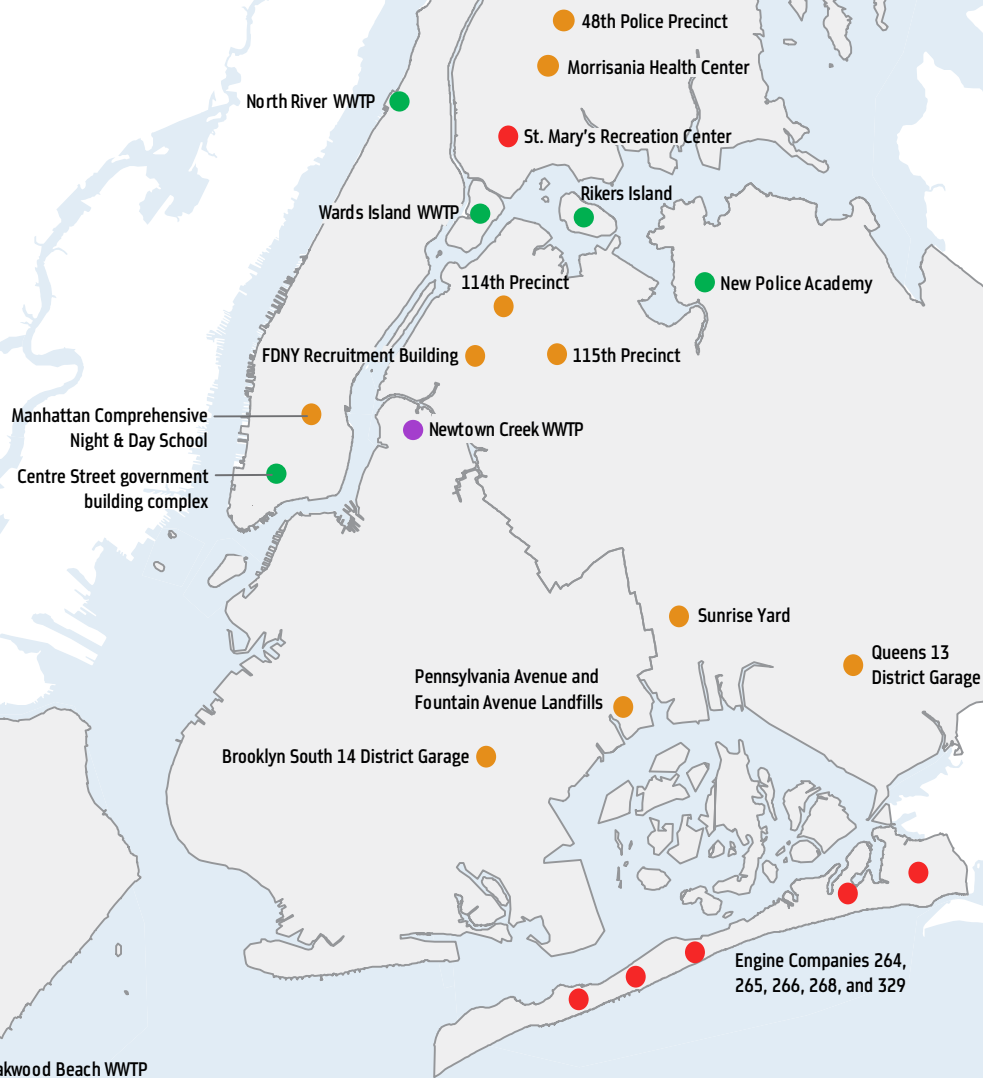 48th Police Precinct
Morrisania Health Center
North River WWTP
St. Mary's Recreation Center
Rikers Island
Wards Island WWTP
114th Precinct
New Police Academy
FDNY Recruitment Building
115th Precinct
Manhattan Comprehensive
Night & Day School
Newtown Creek WWTP
Centre Street government
building complex
Sunrise Yard
Queens 13
District Garage
Pennsylvania Avenue and
Fountain Avenue Landfills
Brooklyn South 14 District Garage
Engine Companies 264,
265, 266, 268, and 329
akwood Beach WWTP